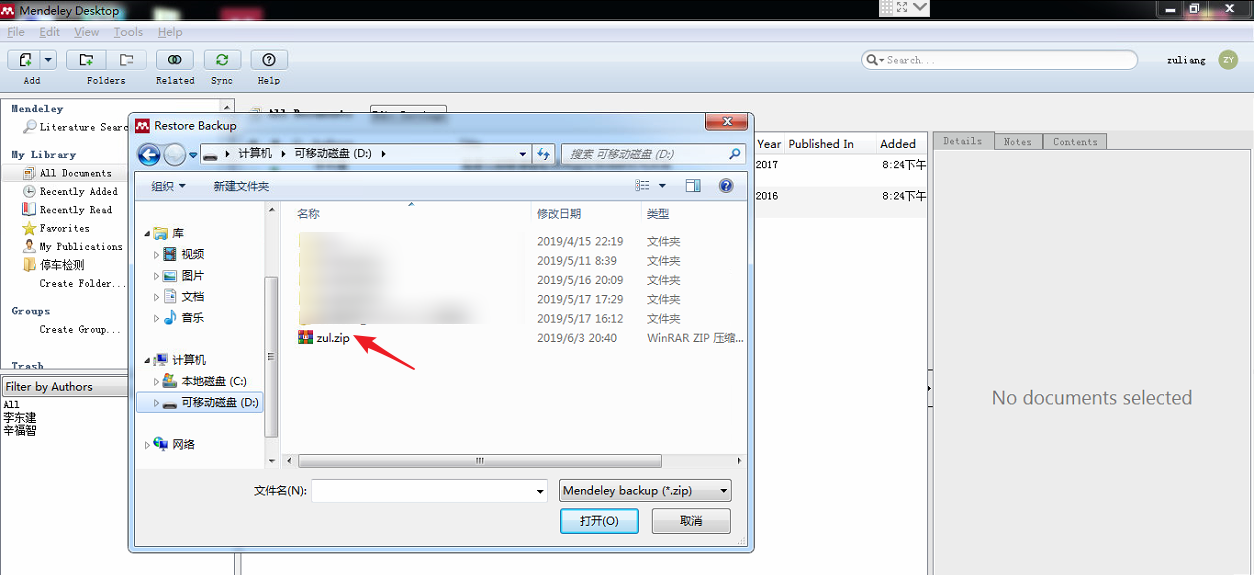 Mendeley Desktop
File Edit View Tools Help
Add Folders Related Sync Help
Search...
zuliang
ZY
Mendeley
Literature Searc
My Library
All Documents
Recently Added
Recently Read
Favorites
My Publications
停车检测
Create Folder...
Groups
Create Group...
Trash
Filter by Authors
All
李东建
辛福智
All Documents
Year Published In Added
2017 8:24下午
2016 8:24下午
Details Notes Contents
No documents selected
Restore Backup
计算机 可移动磁盘 (D:)
搜索 可移动磁盘 (D:)
组织 新建文件夹
库
视频
图片
文档
音乐
计算机
本地磁盘 (C:)
可移动磁盘 (D:)
网络
名称 修改日期 类型
2019/4/15 22:19 文件夹
2019/5/11 8:39 文件夹
2019/5/16 20:09 文件夹
2019/5/17 17:29 文件夹
2019/5/17 16:12 文件夹
zul.zip 2019/6/3 20:40 WinRAR ZIP 压缩...
文件名(N):
Mendeley backup (*.zip)
打开(O) 取消